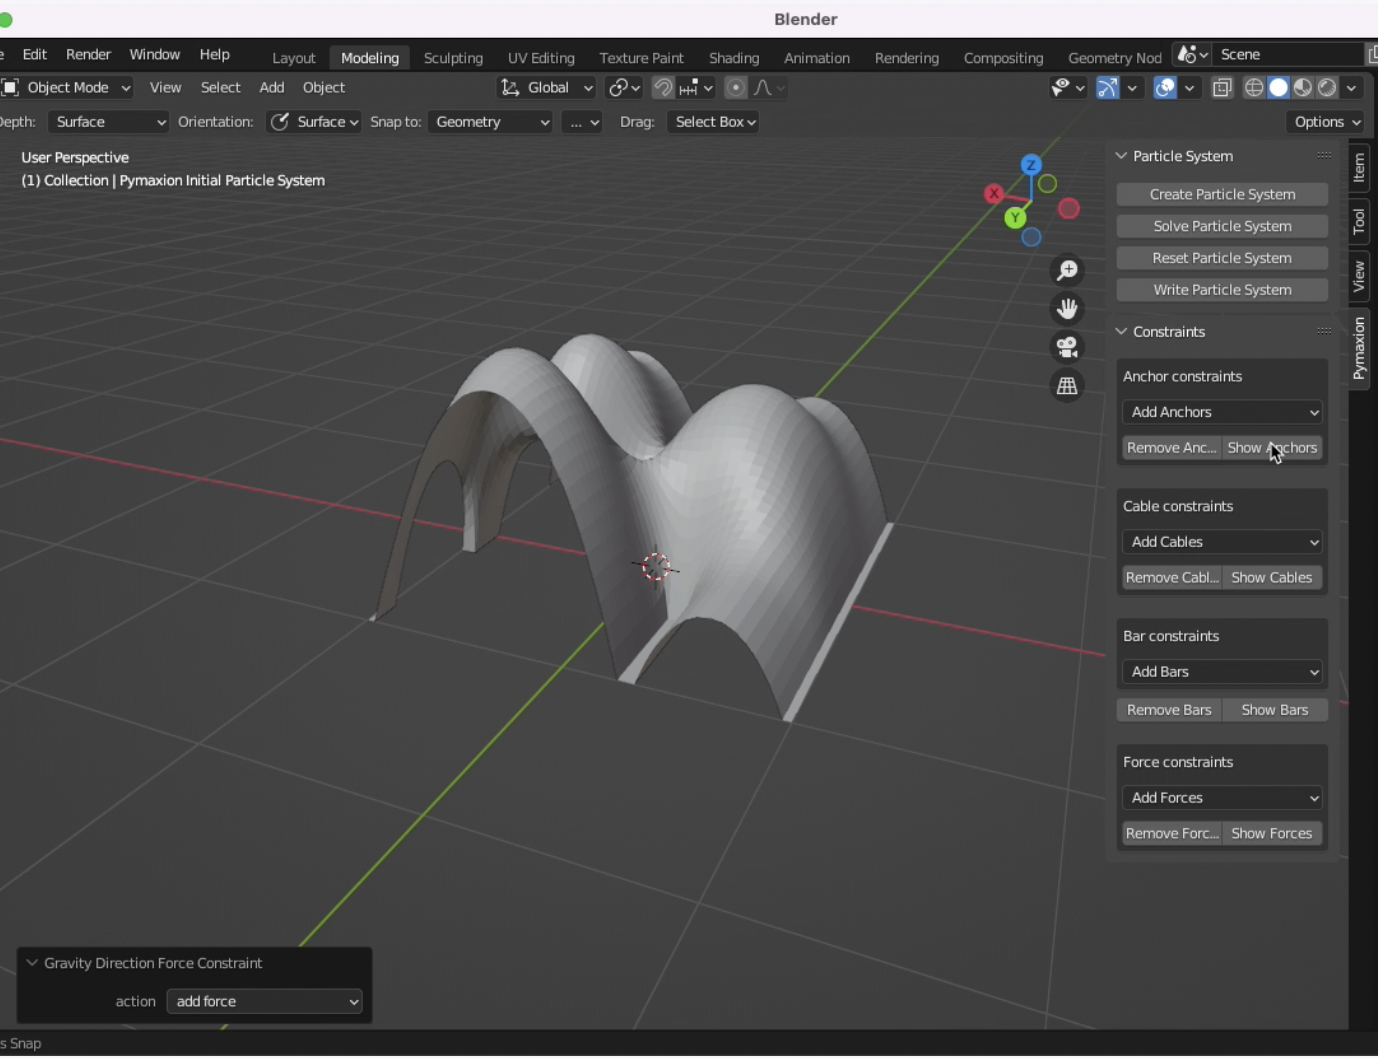 Blender
e Edit Render Window Help Layout Modeling Sculpting UV Editing Texture Paint Shading Animation Rendering Compositing Geometry Nod Scene
Object Mode View Select Add Object Global
Depth: Surface Orientation: Surface Snap to: Geometry ... Drag: Select Box Options
User Perspective
(1) Collection | Pymaxion Initial Particle System
Z
X
Y
Particle System
Create Particle System
Solve Particle System
Reset Particle System
Write Particle System
Constraints
Anchor constraints
Add Anchors
Remove Anc... Show Anchors
Cable constraints
Add Cables
Remove Cabl... Show Cables
Bar constraints
Add Bars
Remove Bars Show Bars
Force constraints
Add Forces
Remove Forc... Show Forces
Item
Tool
View
Pymaxion
Gravity Direction Force Constraint
action add force
s Snap